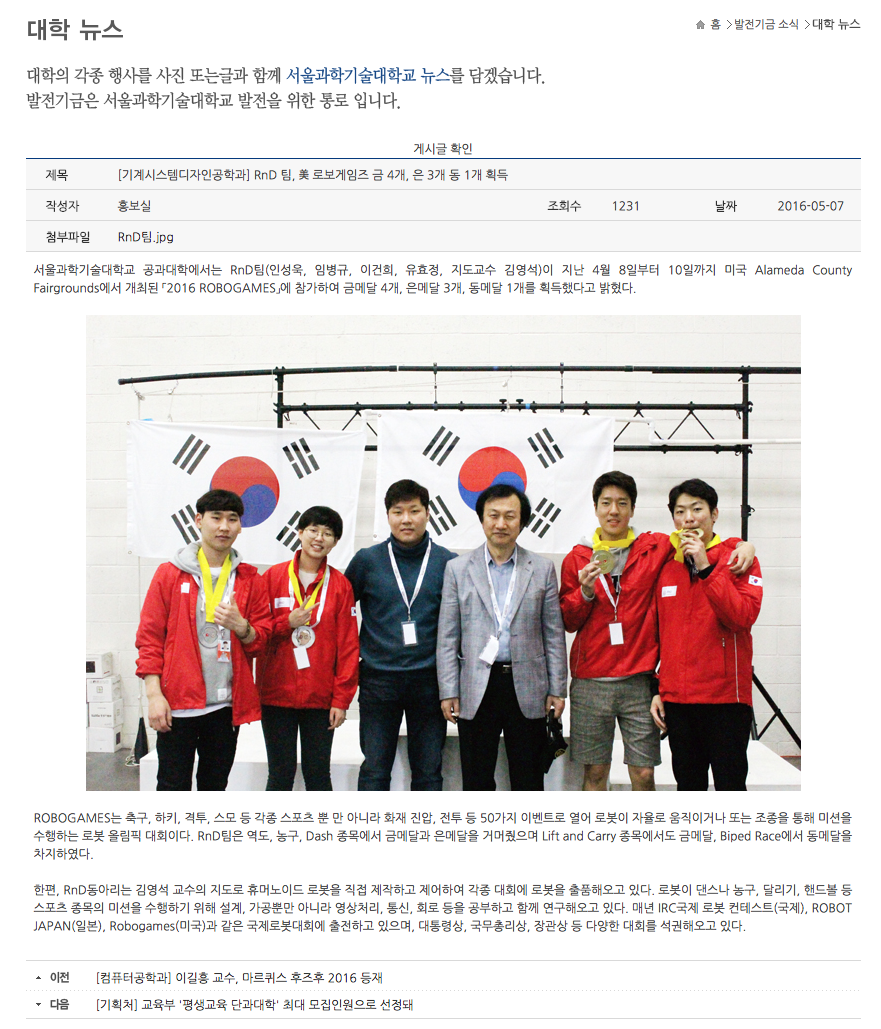 대학 뉴스
홈 > 발전기금 소식 > 대학 뉴스
대학의 각종 행사를 사진 또는글과 함께 서울과학기술대학교 뉴스를 담겠습니다.
발전기금은 서울과학기술대학교 발전을 위한 통로 입니다.
게시글 확인
제목 [기계시스템디자인공학과] RnD 팀, 美 로보게임즈 금 4개, 은 3개 동 1개 획득
작성자 홍보실 조회수 1231 날짜 2016-05-07
첨부파일 RnD팀.jpg
서울과학기술대학교 공과대학에서는 RnD팀(인성욱, 임병규, 이건희, 유효정, 지도교수 김영석)이 지난 4월 8일부터 10일까지 미국 Alameda County
Fairgrounds에서 개최된 「2016 ROBOGAMES」에 참가하여 금메달 4개, 은메달 3개, 동메달 1개를 획득했다고 밝혔다.
ROBOGAMES는 축구, 하키, 격투, 스모 등 각종 스포츠 뿐 만 아니라 화재 진압, 전투 등 50가지 이벤트로 열어 로봇이 자율로 움직이거나 또는 조종을 통해 미션을
수행하는 로봇 올림픽 대회이다. RnD팀은 역도, 농구, Dash 종목에서 금메달과 은메달을 거머줬으며 Lift and Carry 종목에서도 금메달, Biped Race에서 동메달을
차지하였다.
한편, RnD동아리는 김영석 교수의 지도로 휴머노이드 로봇을 직접 제작하고 제어하여 각종 대회에 로봇을 출품해오고 있다. 로봇이 댄스나 농구, 달리기, 핸드볼 등
스포츠 종목의 미션을 수행하기 위해 설계, 가공뿐만 아니라 영상처리, 통신, 회로 등을 공부하고 함께 연구해오고 있다. 매년 IRC국제 로봇 컨테스트(국제), ROBOT
JAPAN(일본), Robogames(미국)과 같은 국제로봇대회에 출전하고 있으며, 대통령상, 국무총리상, 장관상 등 다양한 대회를 석권해오고 있다.
이전 [컴퓨터공학과] 이길흥 교수, 마르퀴스 후즈후 2016 등재
다음 [기획처] 교육부 '평생교육 단과대학' 최대 모집인원으로 선정돼